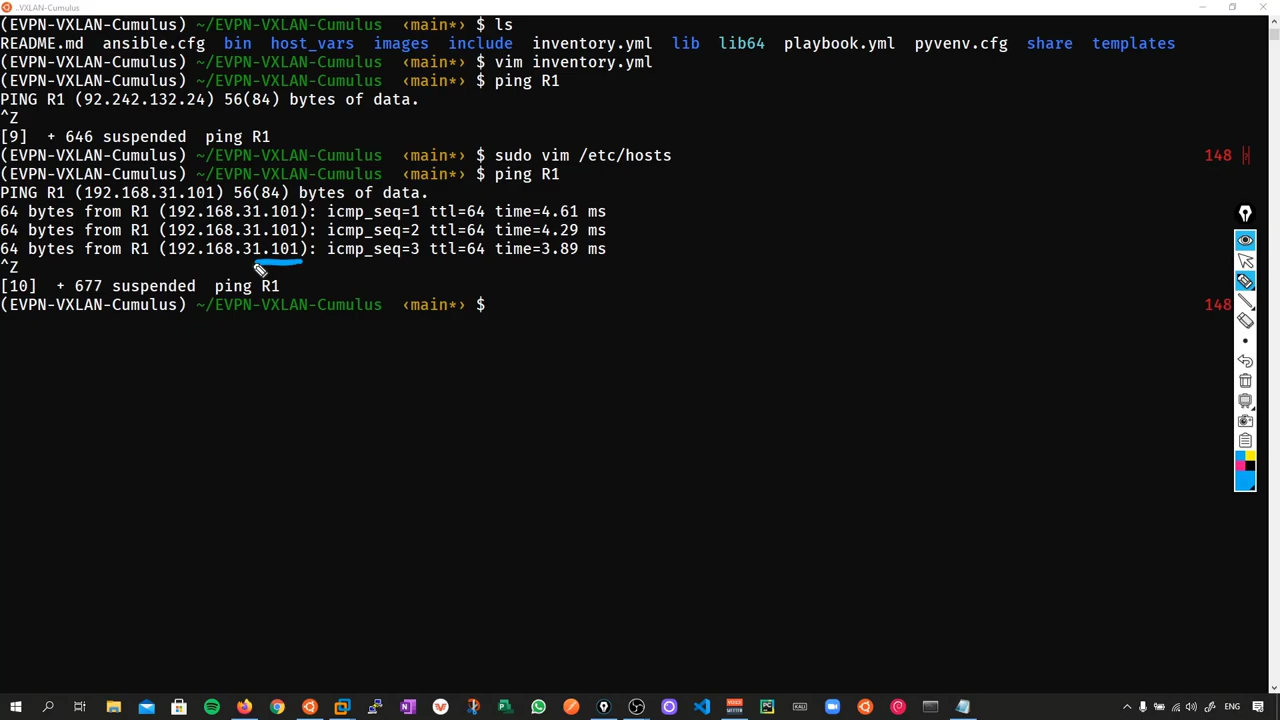 ..VXLAN-Cumulus
(EVPN-VXLAN-Cumulus) ~/EVPN-VXLAN-Cumulus ‹main*› $ ls
README.md ansible.cfg bin host_vars images include inventory.yml lib lib64 playbook.yml pyvenv.cfg share templates
(EVPN-VXLAN-Cumulus) ~/EVPN-VXLAN-Cumulus ‹main*› $ vim inventory.yml
(EVPN-VXLAN-Cumulus) ~/EVPN-VXLAN-Cumulus ‹main*› $ ping R1
PING R1 (92.242.132.24) 56(84) bytes of data.
^Z
[9] + 646 suspended ping R1
(EVPN-VXLAN-Cumulus) ~/EVPN-VXLAN-Cumulus ‹main*› $ sudo vim /etc/hosts 148
(EVPN-VXLAN-Cumulus) ~/EVPN-VXLAN-Cumulus ‹main*› $ ping R1
PING R1 (192.168.31.101) 56(84) bytes of data.
64 bytes from R1 (192.168.31.101): icmp_seq=1 ttl=64 time=4.61 ms
64 bytes from R1 (192.168.31.101): icmp_seq=2 ttl=64 time=4.29 ms
64 bytes from R1 (192.168.31.101): icmp_seq=3 ttl=64 time=3.89 ms
^Z
[10] + 677 suspended ping R1
(EVPN-VXLAN-Cumulus) ~/EVPN-VXLAN-Cumulus ‹main*› $ 148
ENG